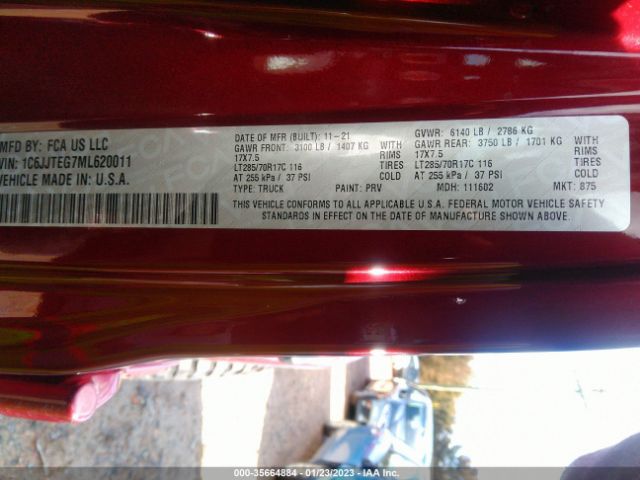 MFD BY: FCA US LLC
VIN: 1C6JJTEG7ML620011
VEHICLE MADE IN: U.S.A.
DATE OF MFR (BUILT): 11-21
GAWR FRONT: 3100 LB / 1407 KG WITH
17X7.5 RIMS
LT285/70R17C 116 TIRES
AT 255 kPa / 37 PSI COLD
GVWR: 6140 LB / 2786 KG
GAWR REAR: 3750 LB / 1701 KG WITH
17X7.5 RIMS
LT285/70R17C 116 TIRES
AT 255 kPa / 37 PSI COLD
TYPE: TRUCK PAINT: PRV MDH: 111602 MKT: 875
THIS VEHICLE CONFORMS TO ALL APPLICABLE U.S.A. FEDERAL MOTOR VEHICLE SAFETY
STANDARDS IN EFFECT ON THE DATE OF MANUFACTURE SHOWN ABOVE.
000-35664884 / 01/23/2023 - IAA Inc.